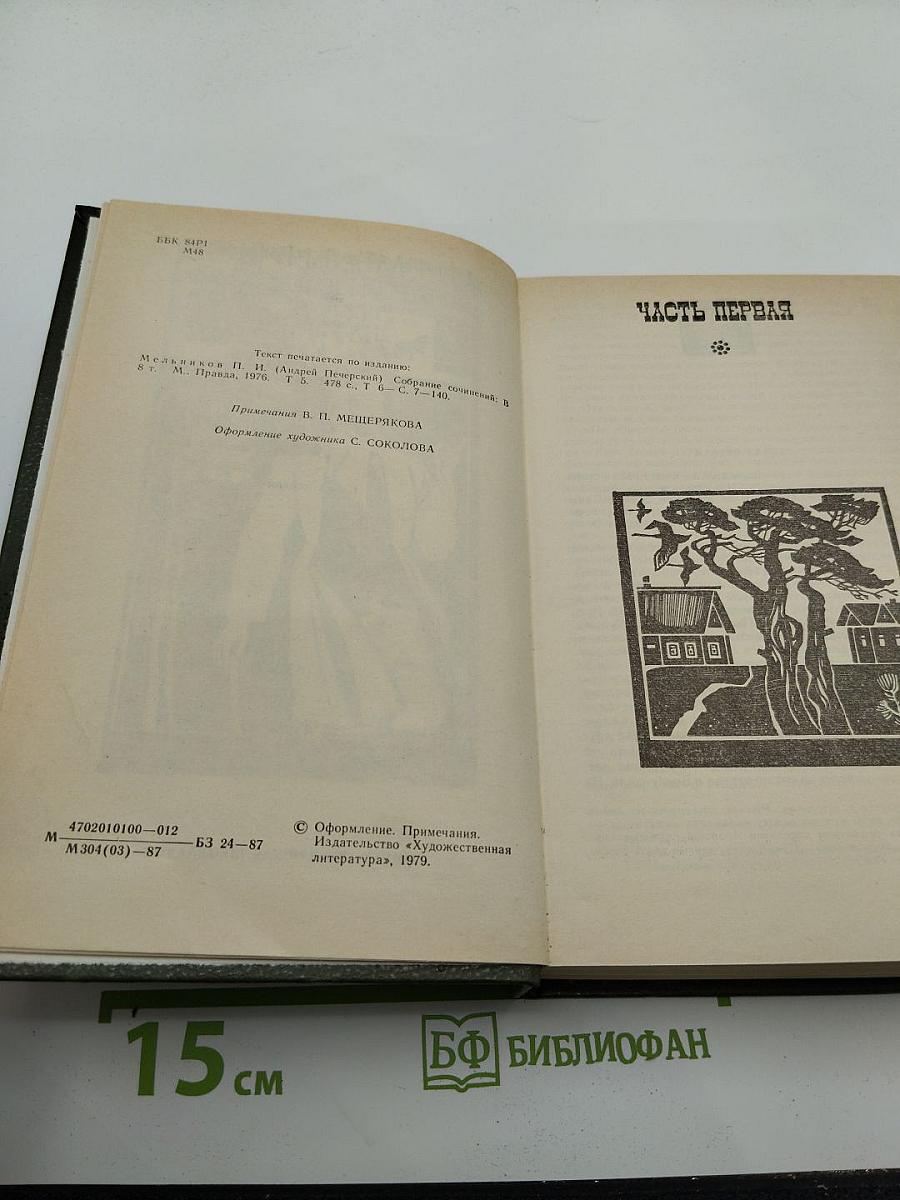 ББК 84Р1
М48
Текст печатается по изданию:
Мельников П. И. (Андрей Печерский) Собрание сочинений: В
8 т. М., Правда, 1976. Т 5. 478 с., Т 6— С. 7—140.
Примечания В. П. МЕЩЕРЯКОВА
Оформление художника С. СОКОЛОВА
М 4702010100—012 БЗ 24—87
М304(03)—87
© Оформление. Примечания.
Издательство «Художественная
литература», 1979.
ЧАСТЬ ПЕРВАЯ
15 см
БФ БИБЛИОФАН